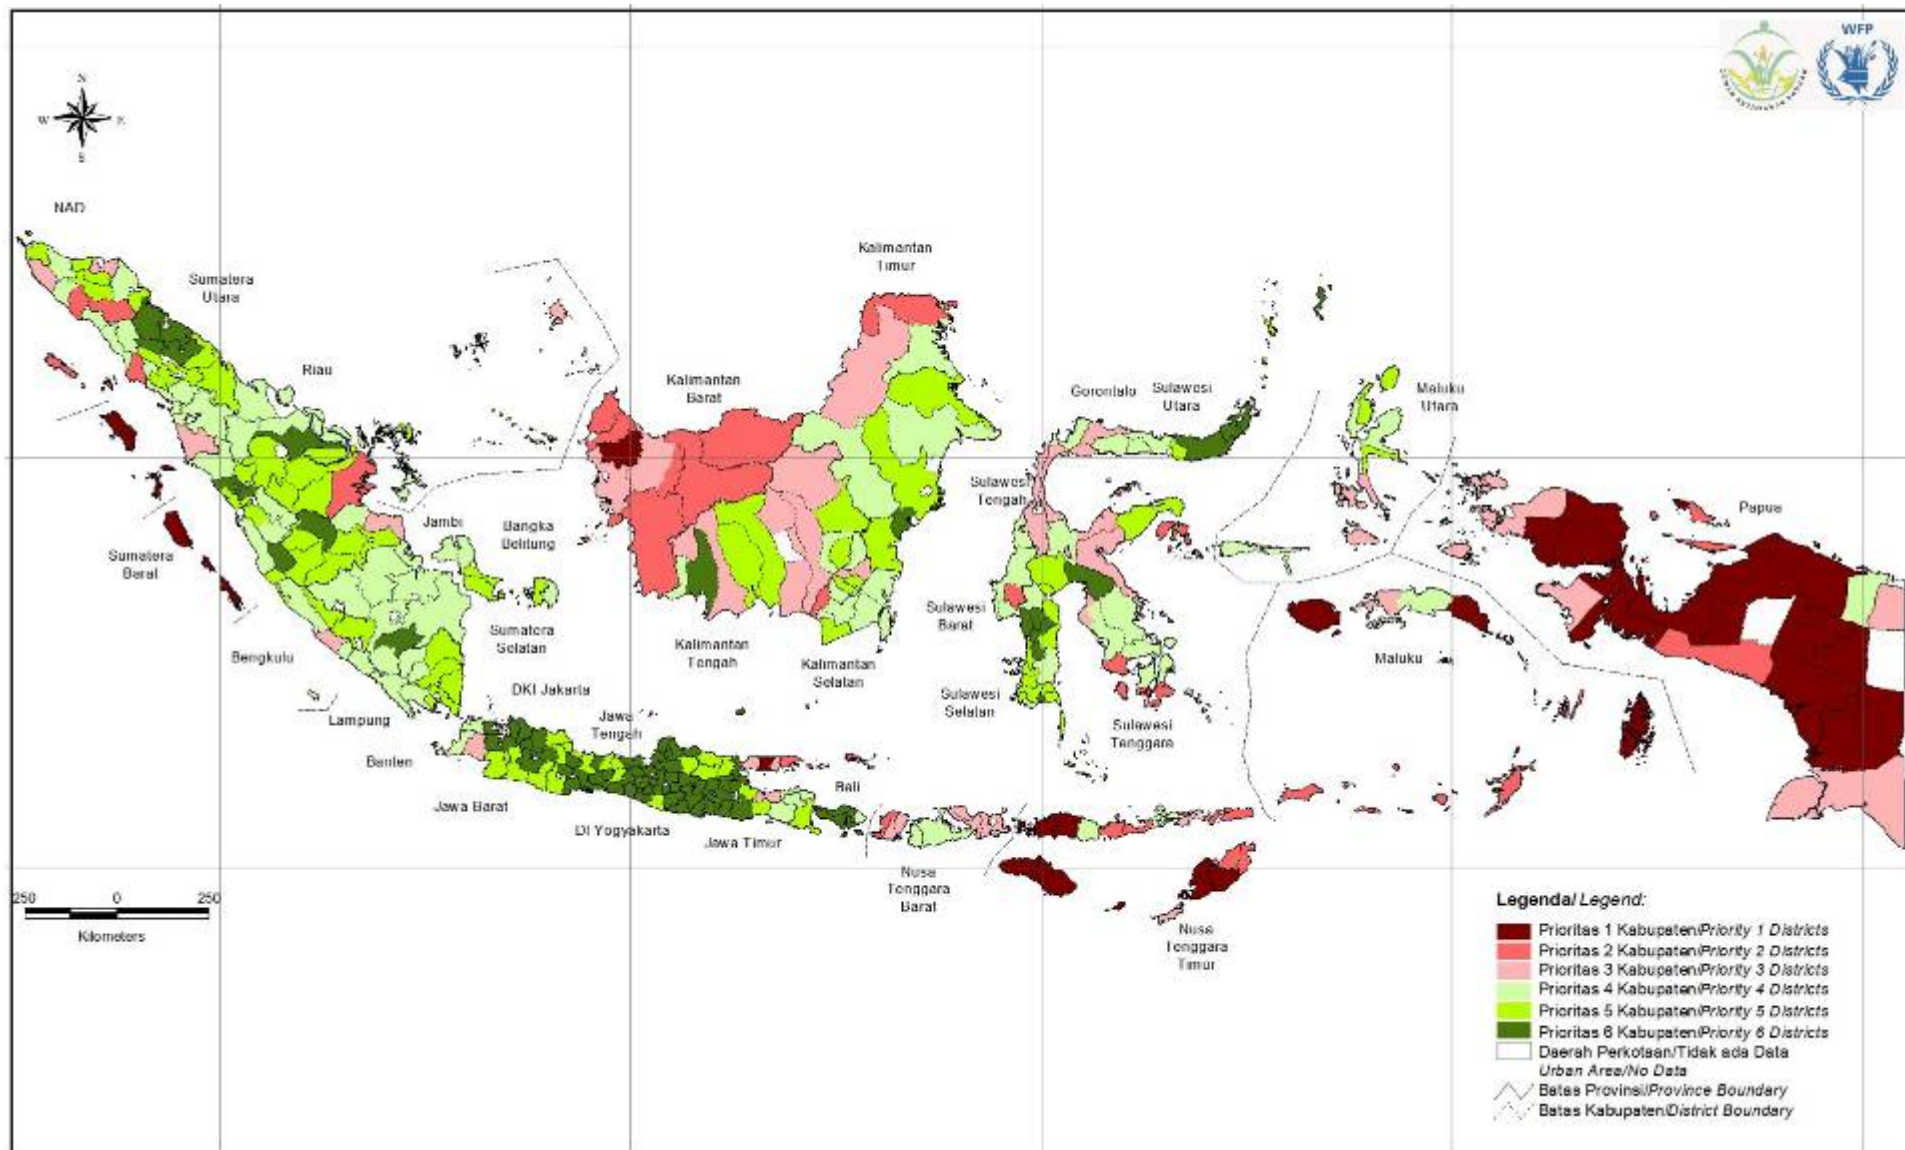 WFP
N
W
E
S
NAD
Sumatera
Utara
Riau
Kalimantan
Timur
Kalimantan
Barat
Gorontalo
Sulawesi
Utara
Maluku
Utara
Sulawesi
Tengah
Papua
Jambi
Bangka
Belitung
Sumatera
Barat
Sulawesi
Barat
Maluku
Bengkulu
Sumatera
Selatan
Kalimantan
Tengah
Kalimantan
Selatan
Sulawesi
Selatan
Sulawesi
Tenggara
DKI Jakarta
Lampung
Jawa
Tengah
Banten
Bali
Jawa Barat
DI Yogyakarta
Jawa Timur
Nusa
Tenggara
Barat
Nusa
Tenggara
Timur
250 0 250
Kilometers
Legenda/ Legend:
Prioritas 1 Kabupaten/Priority 1 Districts
Prioritas 2 Kabupaten/Priority 2 Districts
Prioritas 3 Kabupaten/Priority 3 Districts
Prioritas 4 Kabupaten/Priority 4 Districts
Prioritas 5 Kabupaten/Priority 5 Districts
Prioritas 6 Kabupaten/Priority 6 Districts
Daerah Perkotaan/Tidak ada Data
Urban Area/No Data
Batas Provinsi/Province Boundary
Batas Kabupaten/District Boundary